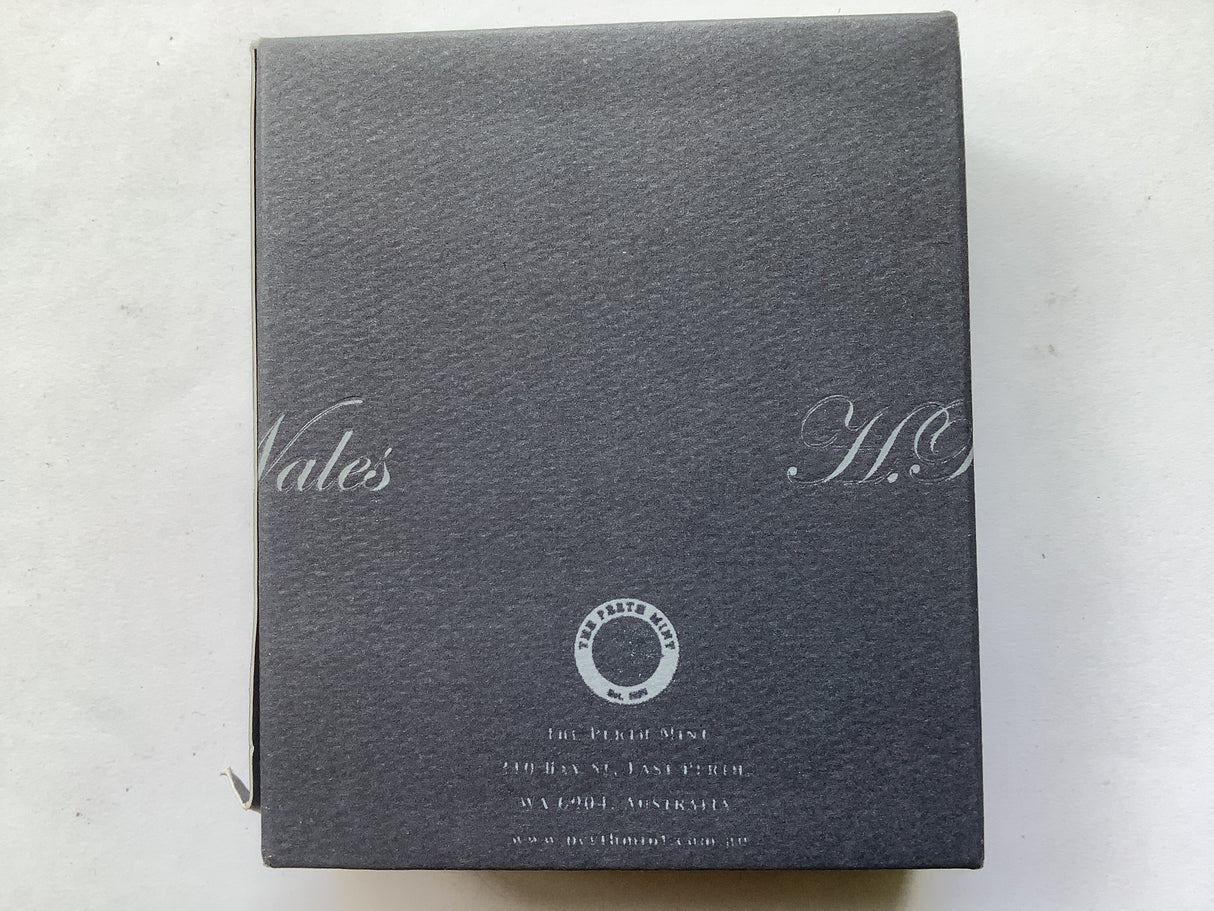 Wales
H.R
THE PERTH MINT
Est. 1899
THE PERTH MINT
310 HAY ST, EAST PERTH,
WA 6904, AUSTRALIA
www.perthmint.com.au